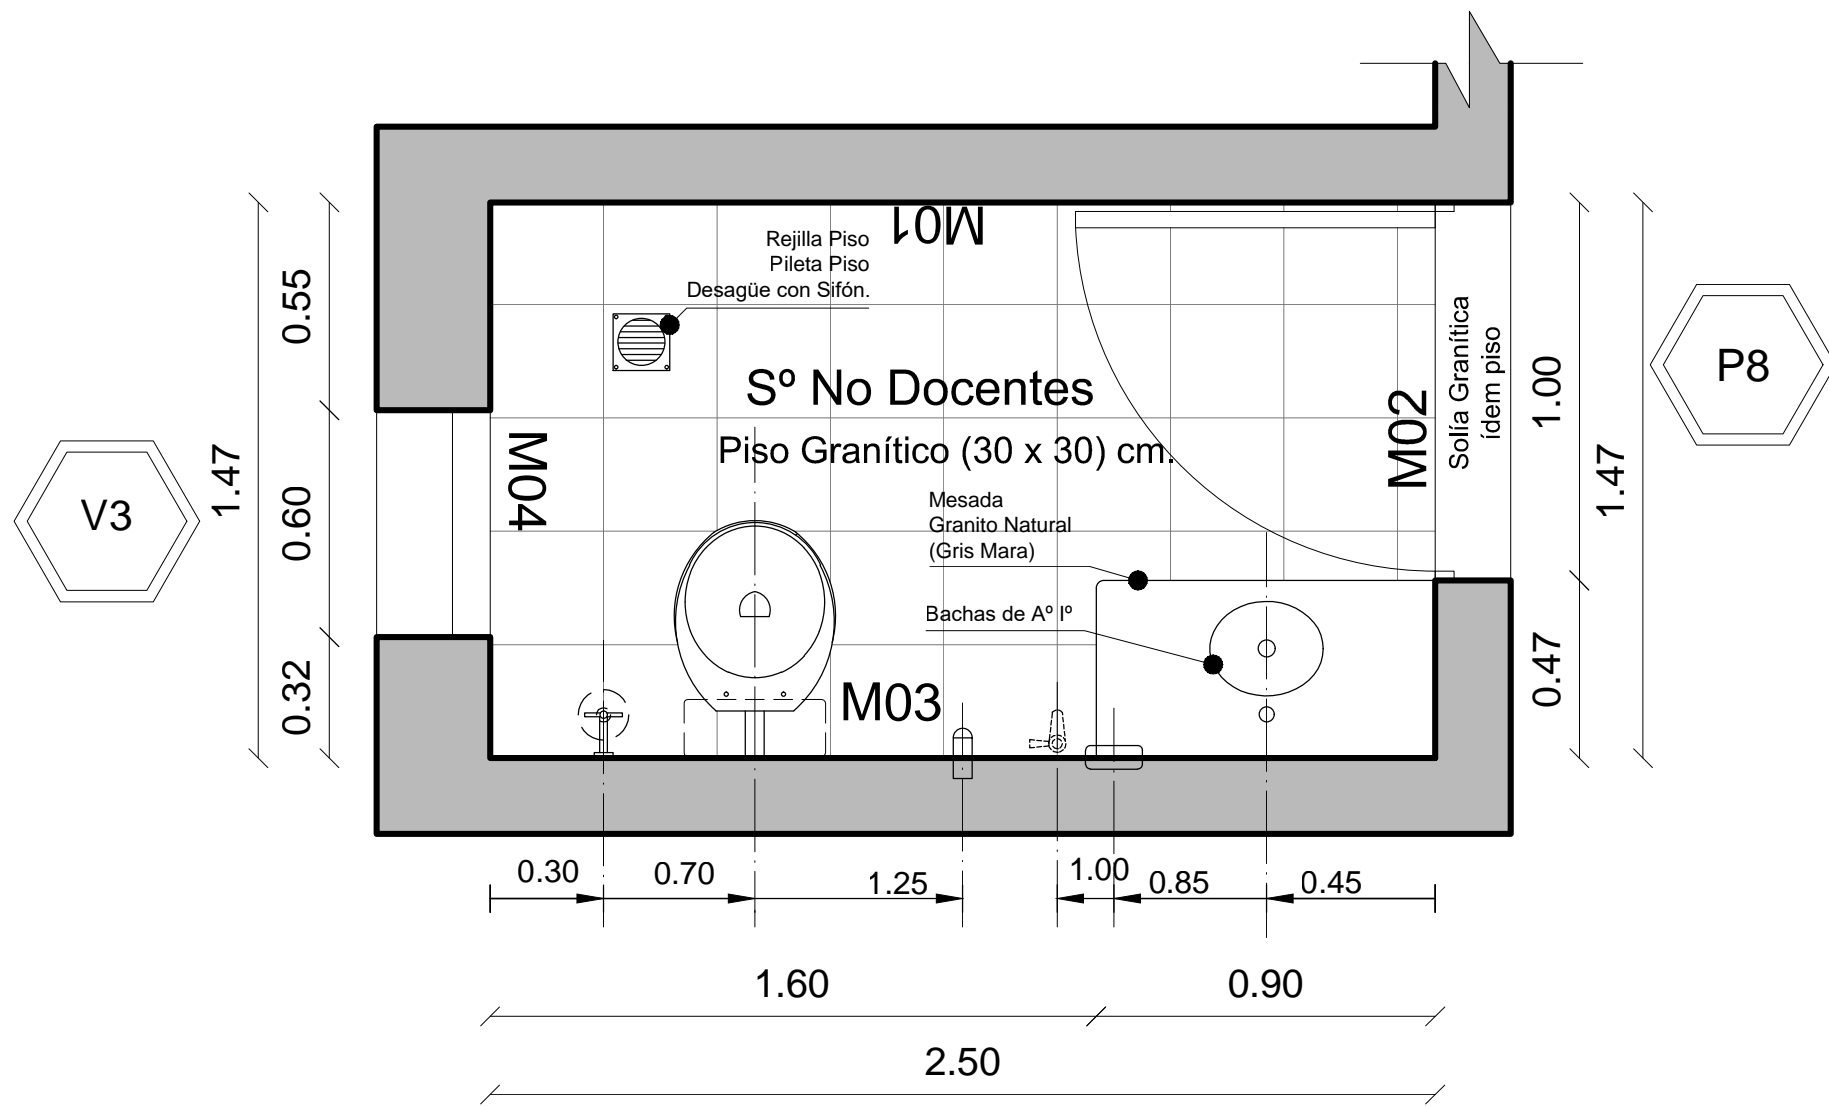 M01
Rejilla Piso
Pileta Piso
Desagüe con Sifón.
Sº No Docentes
Piso Granítico (30 x 30) cm.
M02
Solía Granítica
ídem piso
P8
V3
M04
Mesada
Granito Natural
(Gris Mara)
Bachas de Aº Iº
M03
0.55
0.60
0.32
1.47
1.00
0.47
1.47
0.30
0.70
1.25
1.00
0.85
0.45
1.60
0.90
2.50